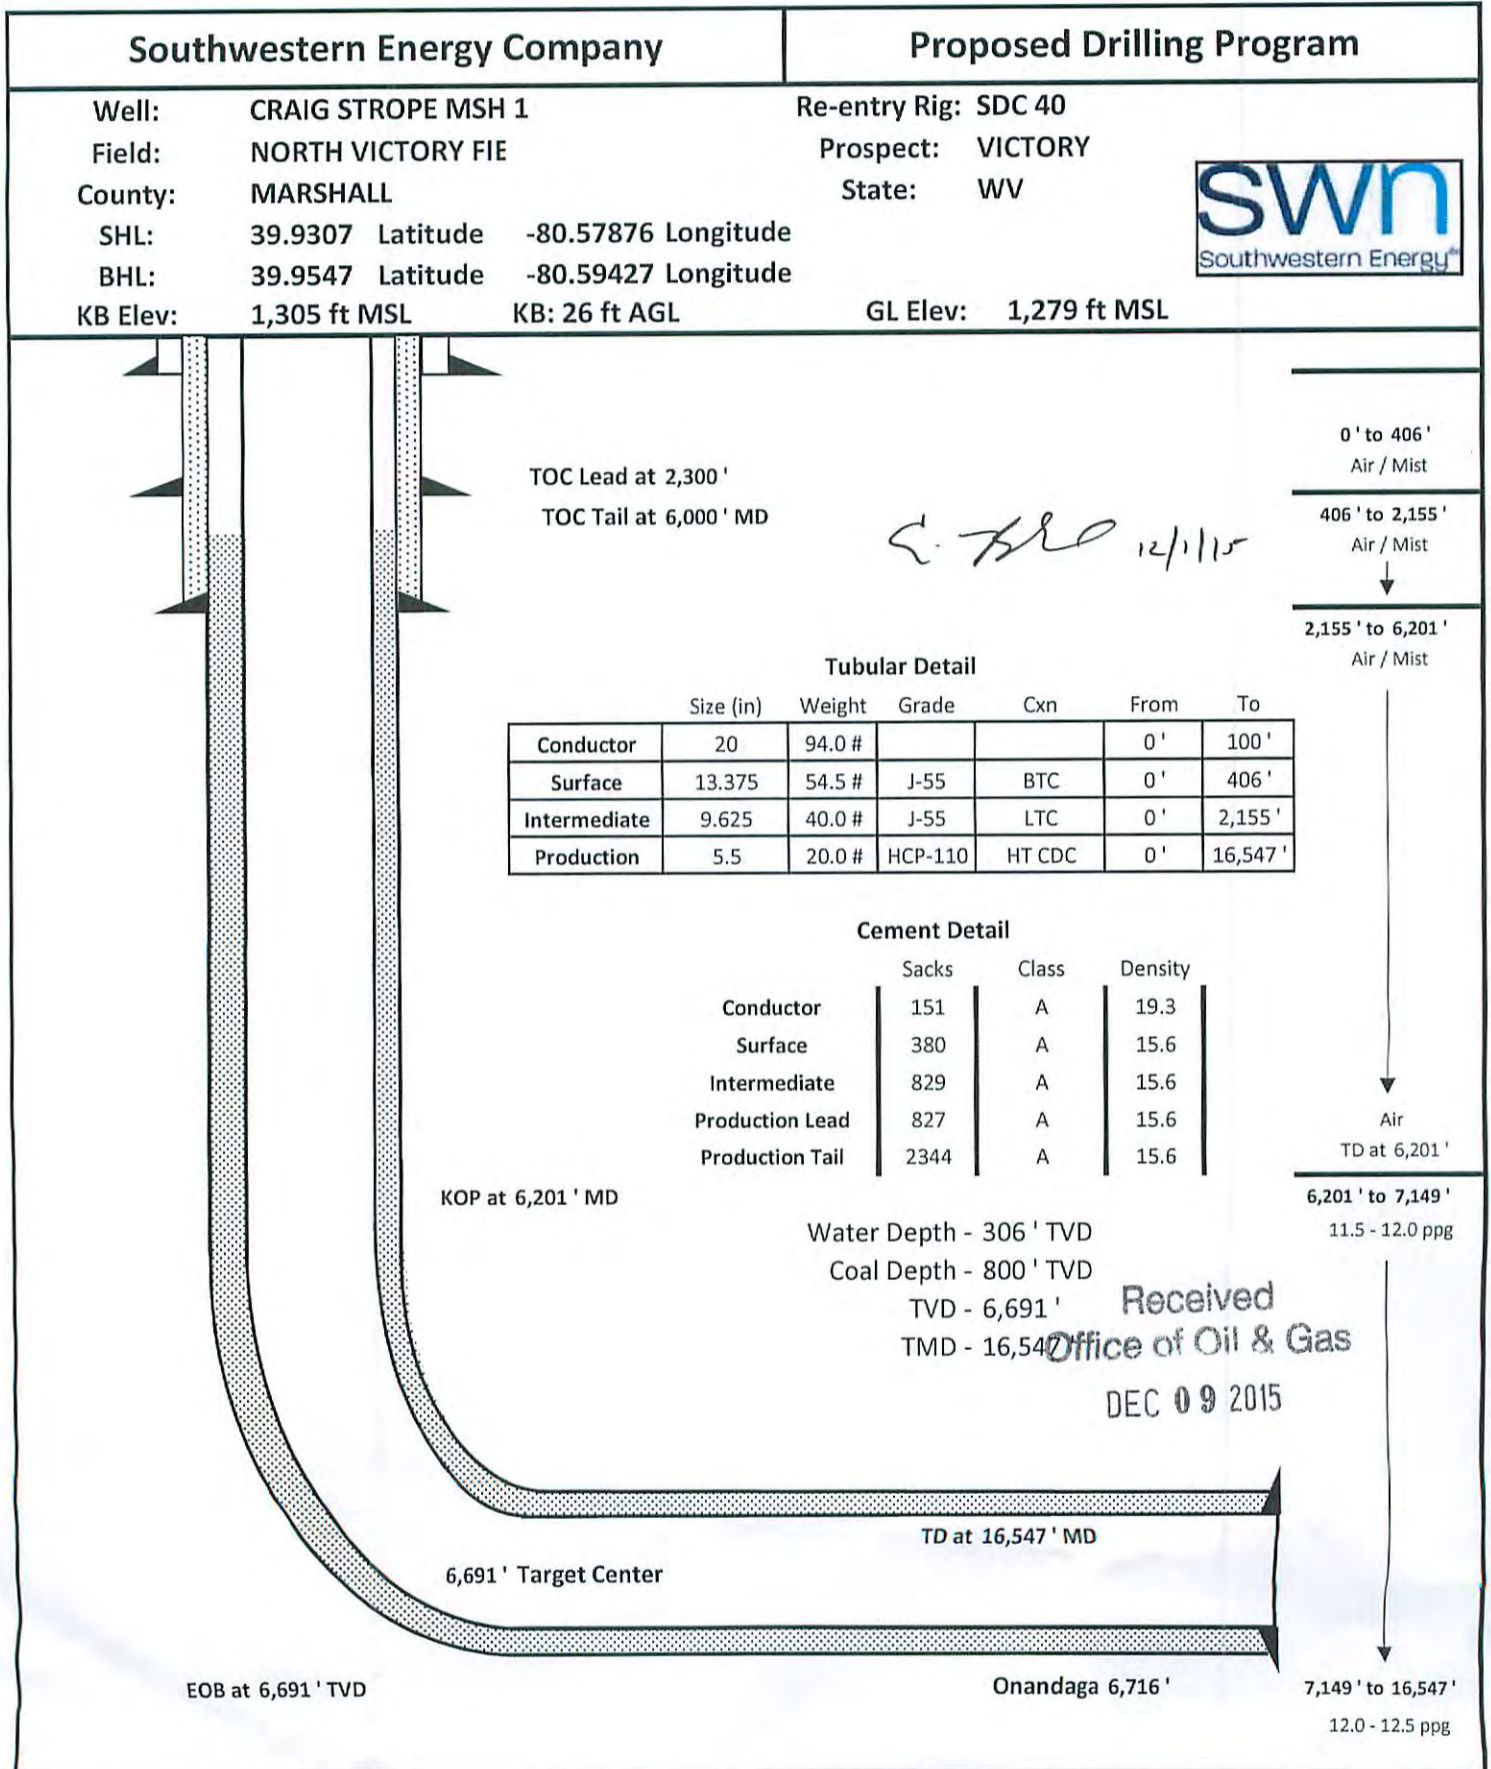 Southwestern Energy Company Proposed Drilling Program
Well: CRAIG STROPE MSH 1 Re-entry Rig: SDC 40
Field: NORTH VICTORY FIE Prospect: VICTORY
County: MARSHALL State: WV
SHL: 39.9307 Latitude -80.57876 Longitude
BHL: 39.9547 Latitude -80.59427 Longitude
KB Elev: 1,305 ft MSL KB: 26 ft AGL GL Elev: 1,279 ft MSL
swn
Southwestern Energy
0 ' to 406 '
Air / Mist
TOC Lead at 2,300 '
TOC Tail at 6,000 ' MD
12/1/15
406 ' to 2,155 '
Air / Mist
2,155 ' to 6,201 '
Air / Mist
Tubular Detail
Size (in) Weight Grade Cxn From To
Conductor 20 94.0 # 0 ' 100 '
Surface 13.375 54.5 # J-55 BTC 0 ' 406 '
Intermediate 9.625 40.0 # J-55 LTC 0 ' 2,155 '
Production 5.5 20.0 # HCP-110 HT CDC 0 ' 16,547 '
Cement Detail
Sacks Class Density
Conductor 151 A 19.3
Surface 380 A 15.6
Intermediate 829 A 15.6
Production Lead 827 A 15.6
Production Tail 2344 A 15.6
Air
TD at 6,201 '
KOP at 6,201 ' MD
6,201 ' to 7,149 '
11.5 - 12.0 ppg
Water Depth - 306 ' TVD
Coal Depth - 800 ' TVD
TVD - 6,691 '
TMD - 16,547
Received
Office of Oil & Gas
DEC 09 2015
TD at 16,547 ' MD
6,691 ' Target Center
EOB at 6,691 ' TVD
Onandaga 6,716 '
7,149 ' to 16,547 '
12.0 - 12.5 ppg